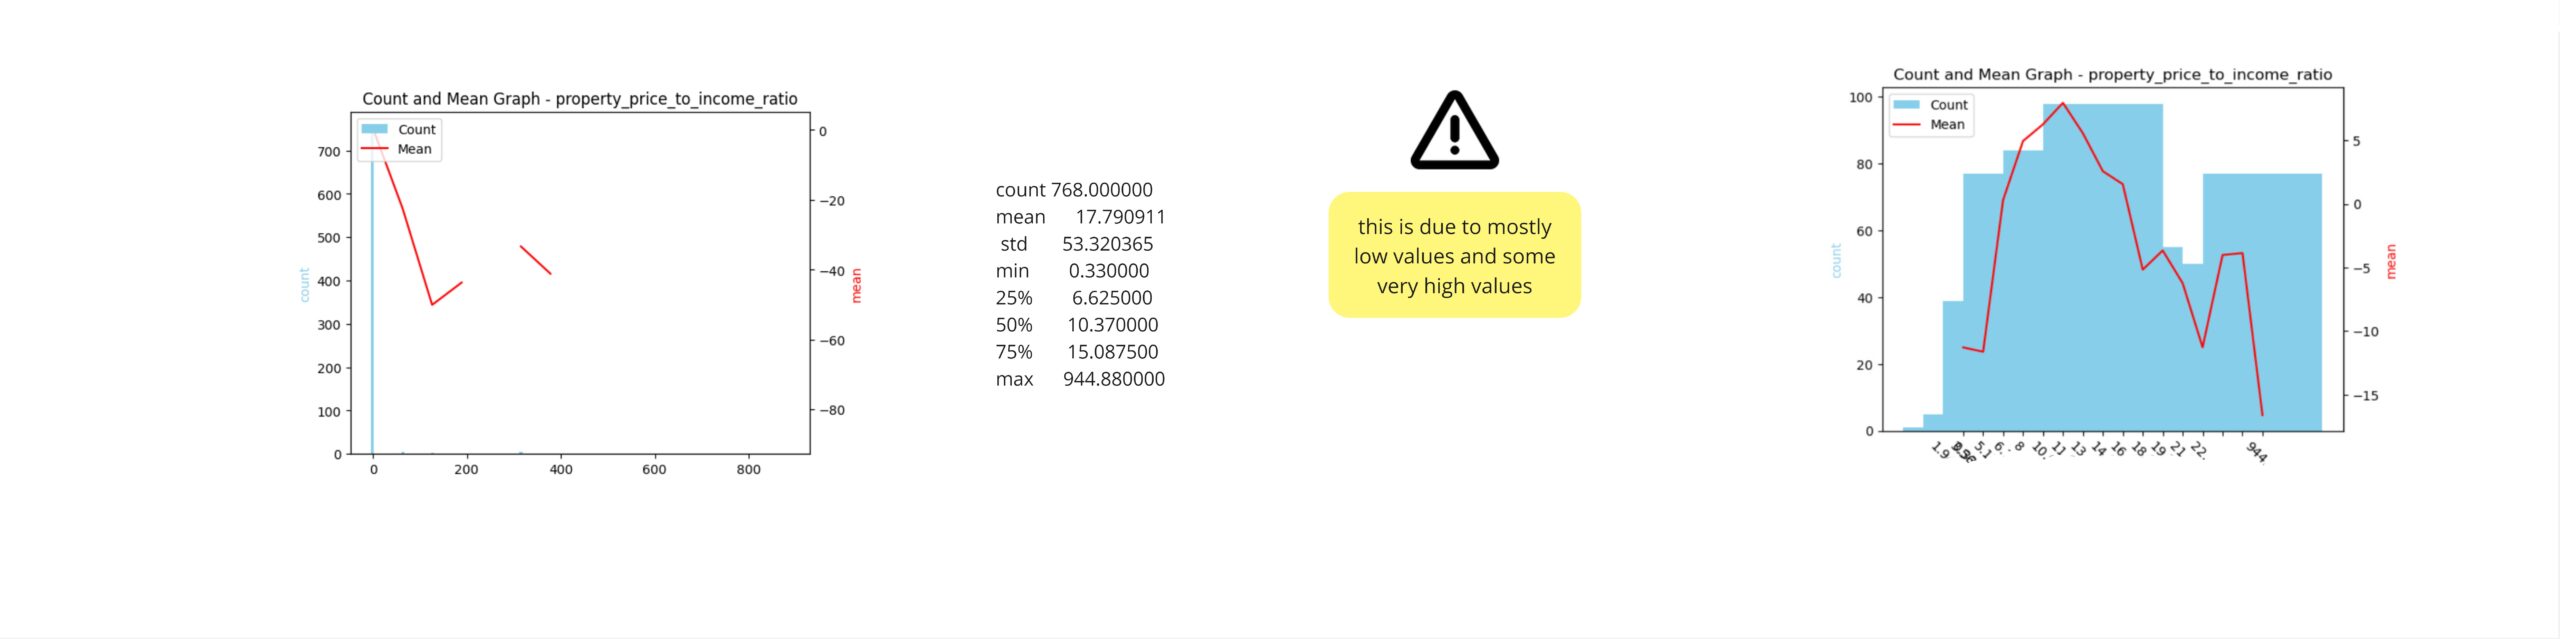 Count and Mean Graph - property_price_to_income_ratio
Count
Mean
700
600
500
400
300
200
100
0
count
0
−20
−40
−60
−80
mean
0 200 400 600 800
count 768.000000
mean 17.790911
std 53.320365
min 0.330000
25% 6.625000
50% 10.370000
75% 15.087500
max 944.880000
this is due to mostly
low values and some
very high values
Count and Mean Graph - property_price_to_income_ratio
Count
Mean
100
80
60
40
20
0
count
5
0
−5
−10
−15
mean
1.9 5.1 6. 8 10. 11 13 14 16 18 19 21 22. 944.